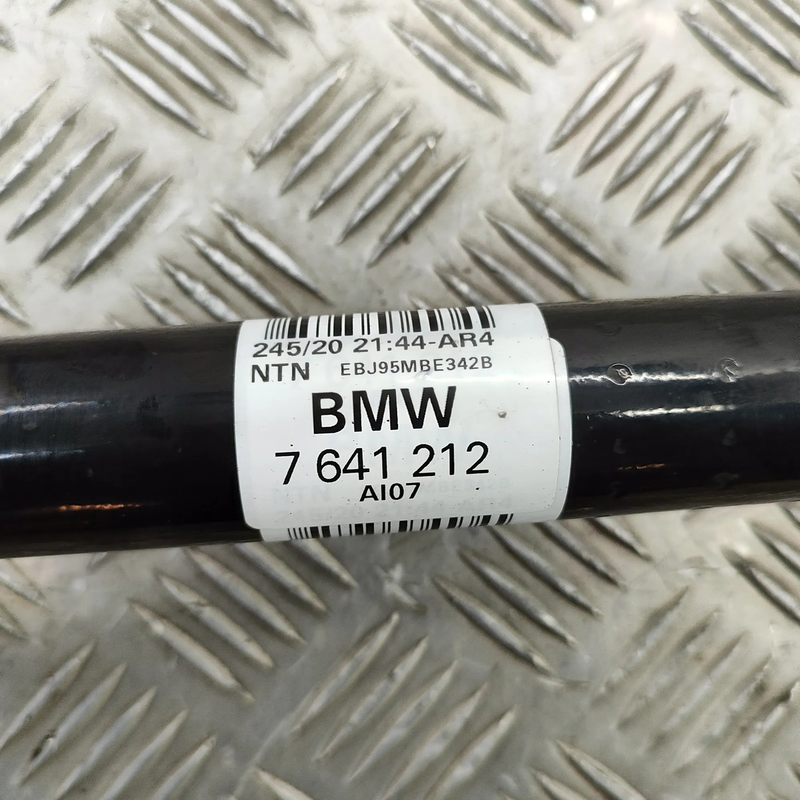 245/20 21:44-AR4
NTN EBJ95MBE342B
BMW
7 641 212
AI07